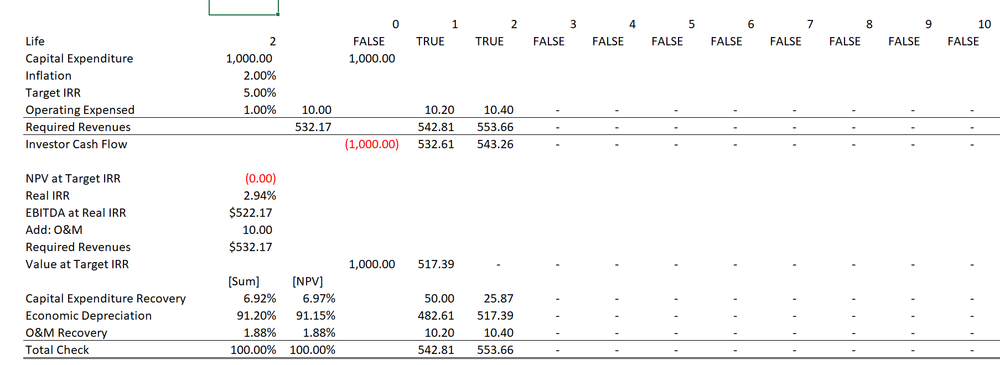 0 1 2 3 4 5 6 7 8 9 10
Life 2 FALSE TRUE TRUE FALSE FALSE FALSE FALSE FALSE FALSE FALSE FALSE
Capital Expenditure 1,000.00 1,000.00
Inflation 2.00%
Target IRR 5.00%
Operating Expensed 1.00% 10.00 10.20 10.40 - - - - - - - -
Required Revenues 532.17 542.81 553.66 - - - - - - - -
Investor Cash Flow (1,000.00) 532.61 543.26 - - - - - - - -
NPV at Target IRR (0.00)
Real IRR 2.94%
EBITDA at Real IRR $522.17
Add: O&M 10.00
Required Revenues $532.17
Value at Target IRR 1,000.00 517.39 - - - - - - - - -
[Sum] [NPV]
Capital Expenditure Recovery 6.92% 6.97% 50.00 25.87 - - - - - - - -
Economic Depreciation 91.20% 91.15% 482.61 517.39 - - - - - - - -
O&M Recovery 1.88% 1.88% 10.20 10.40 - - - - - - - -
Total Check 100.00% 100.00% 542.81 553.66 - - - - - - - -